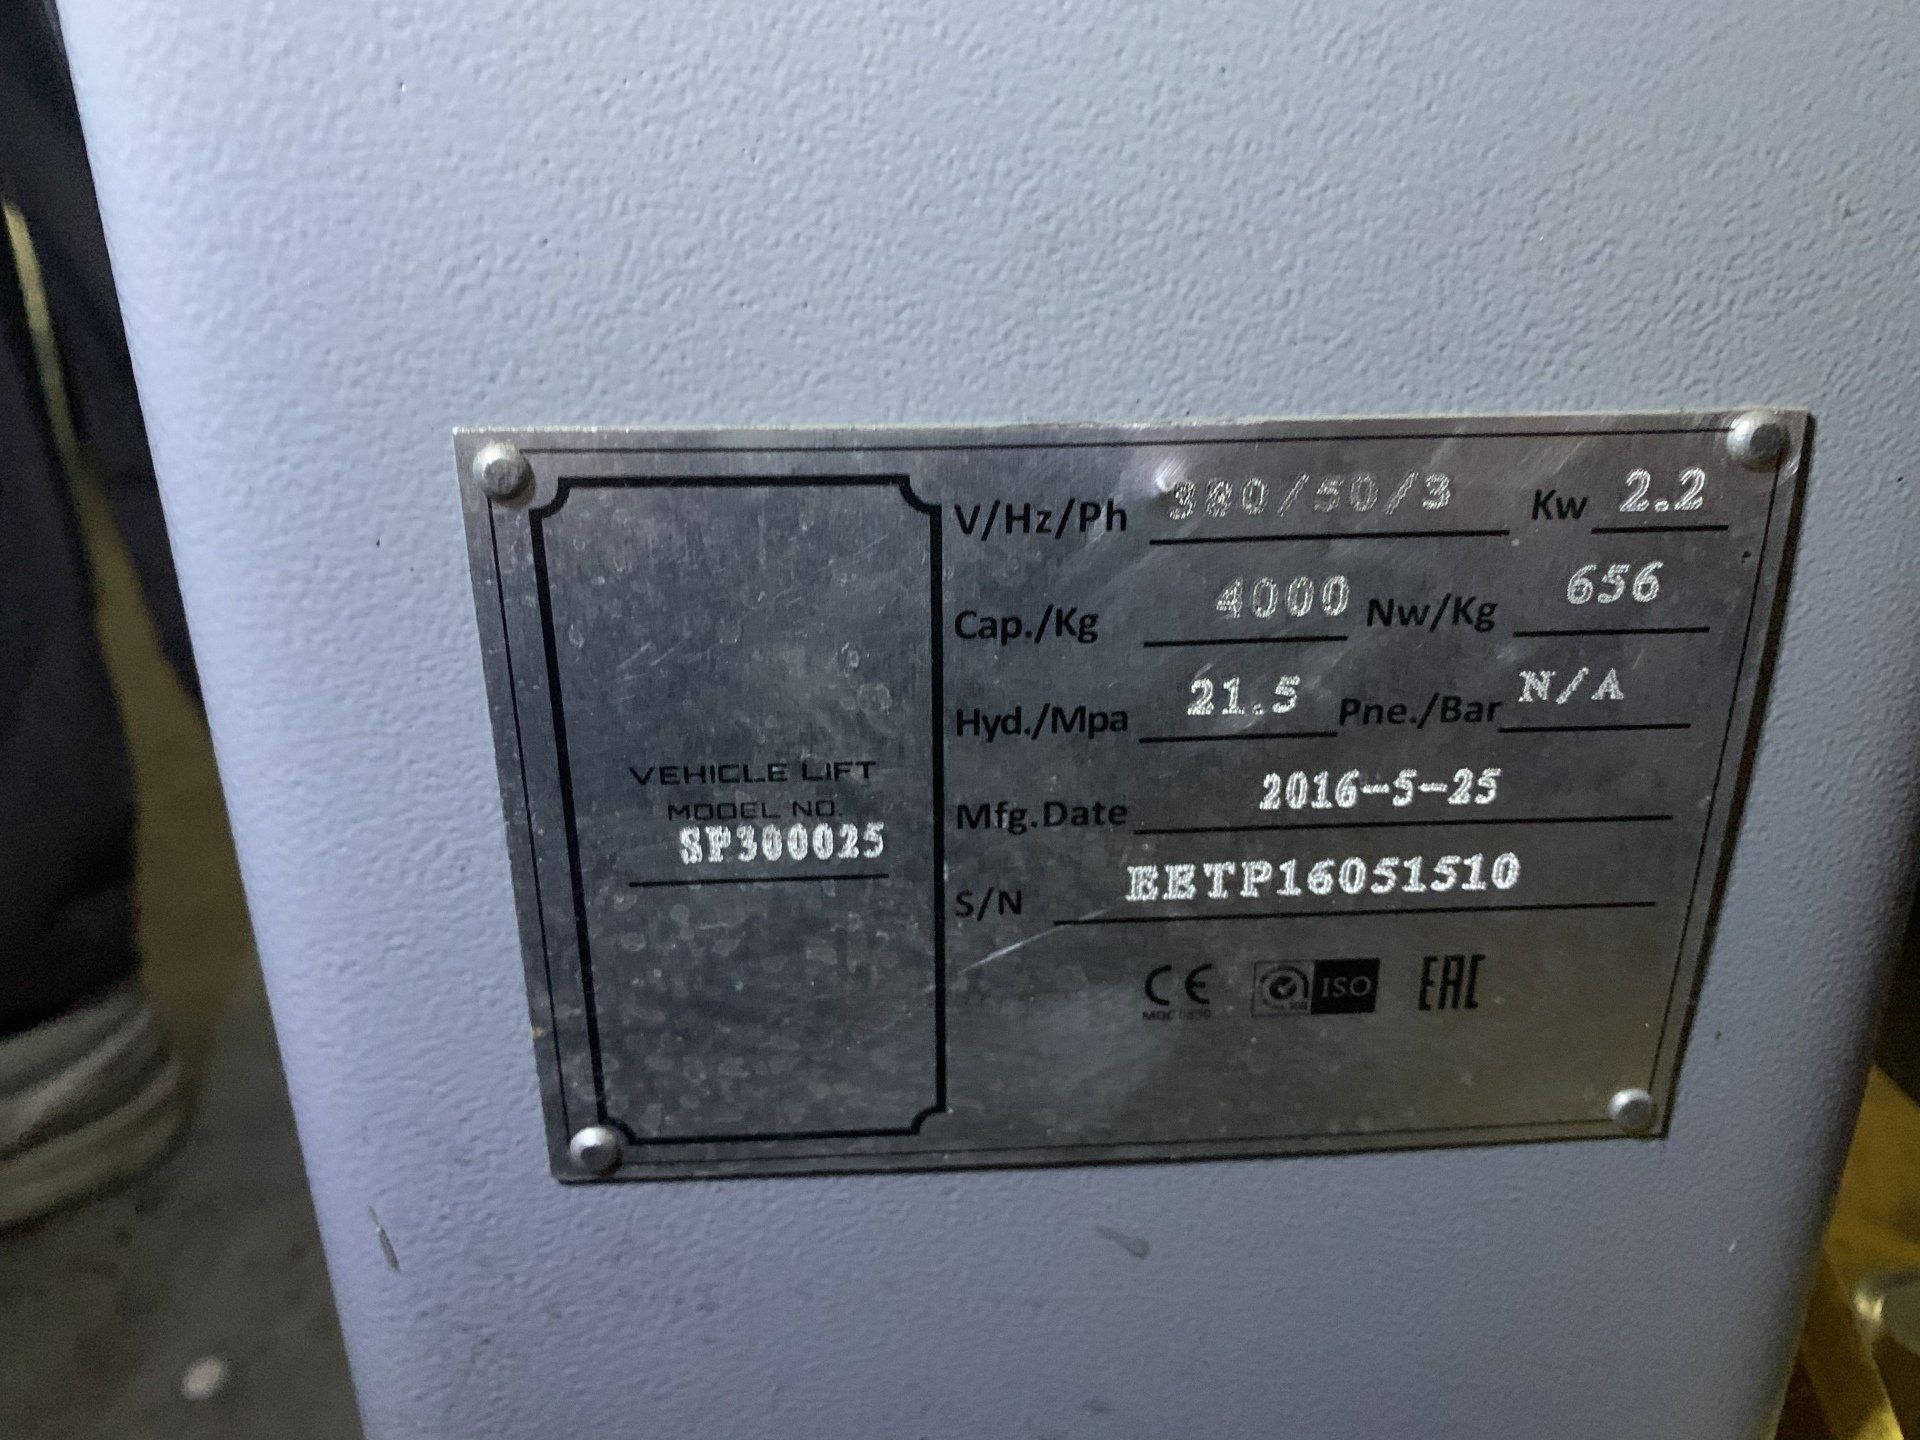 VEHICLE LIFT
MODEL NO.
SP300025
V/Hz/Ph 380/50/3 Kw 2.2
Cap./Kg 4000 Nw/Kg 656
Hyd./Mpa 21.5 Pne./Bar N/A
Mfg.Date 2016-5-25
S/N EETP16051510
CE ISO EAC